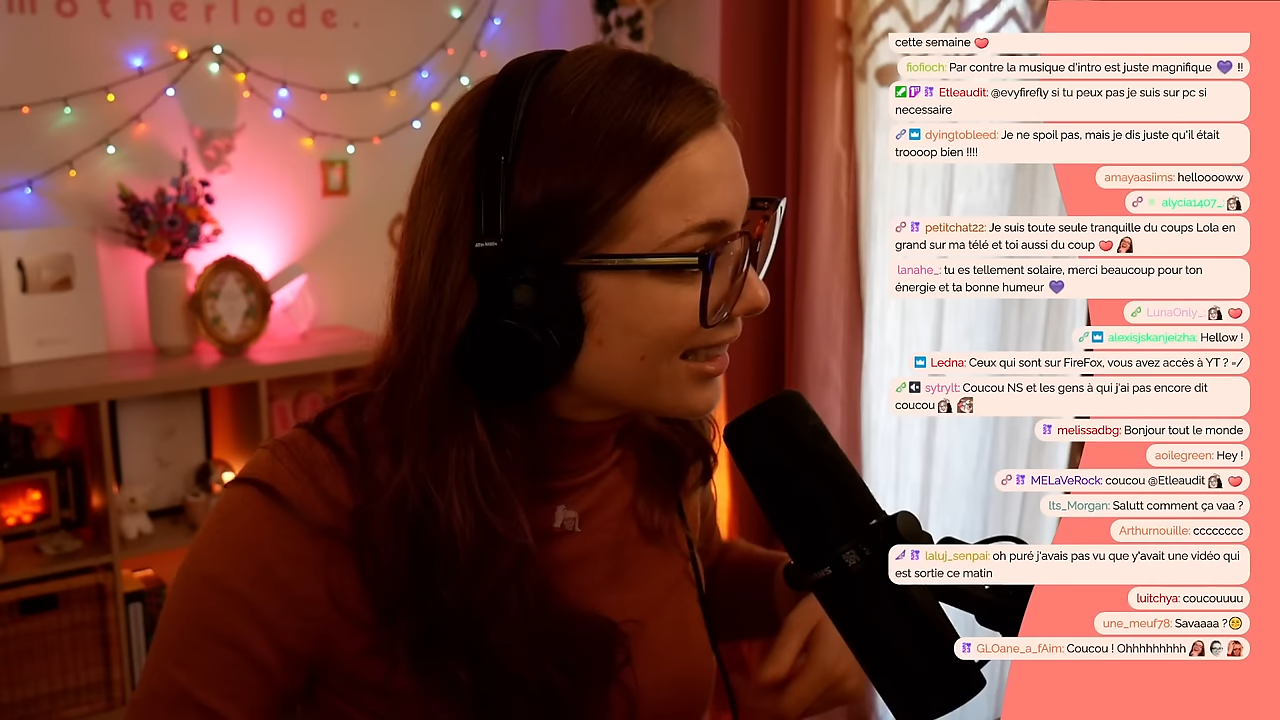 motherlode.
cette semaine
fiofioch: Par contre la musique d'intro est juste magnifique !!
Etleaudit: @evyfirefly si tu peux pas je suis sur pc si
necessaire
dyingtobleed: Je ne spoil pas, mais je dis juste qu'il était
troooop bien !!!!
amayaasiims: hellooooww
alycia1407_:
petitchat22: Je suis toute seule tranquille du coups Lola en
grand sur ma télé et toi aussi du coup
lanahe_: tu es tellement solaire, merci beaucoup pour ton
énergie et ta bonne humeur
LunaOnly_:
alexisjskanjeizha: Hellow !
Ledna: Ceux qui sont sur FireFox, vous avez accès à YT ? =/
sytrylt: Coucou NS et les gens à qui j'ai pas encore dit
coucou
melissadbg: Bonjour tout le monde
aoilegreen: Hey !
MELaVeRock: coucou @Etleaudit
Its_Morgan: Salutt comment ça vaa ?
Arthurnouille: cccccccc
laluj_senpai: oh puré j'avais pas vu que y'avait une vidéo qui
est sortie ce matin
luitchya: coucouuuu
une_meuf78: Savaaaa ?
GLOane_a_fAim: Coucou ! Ohhhhhhhhh